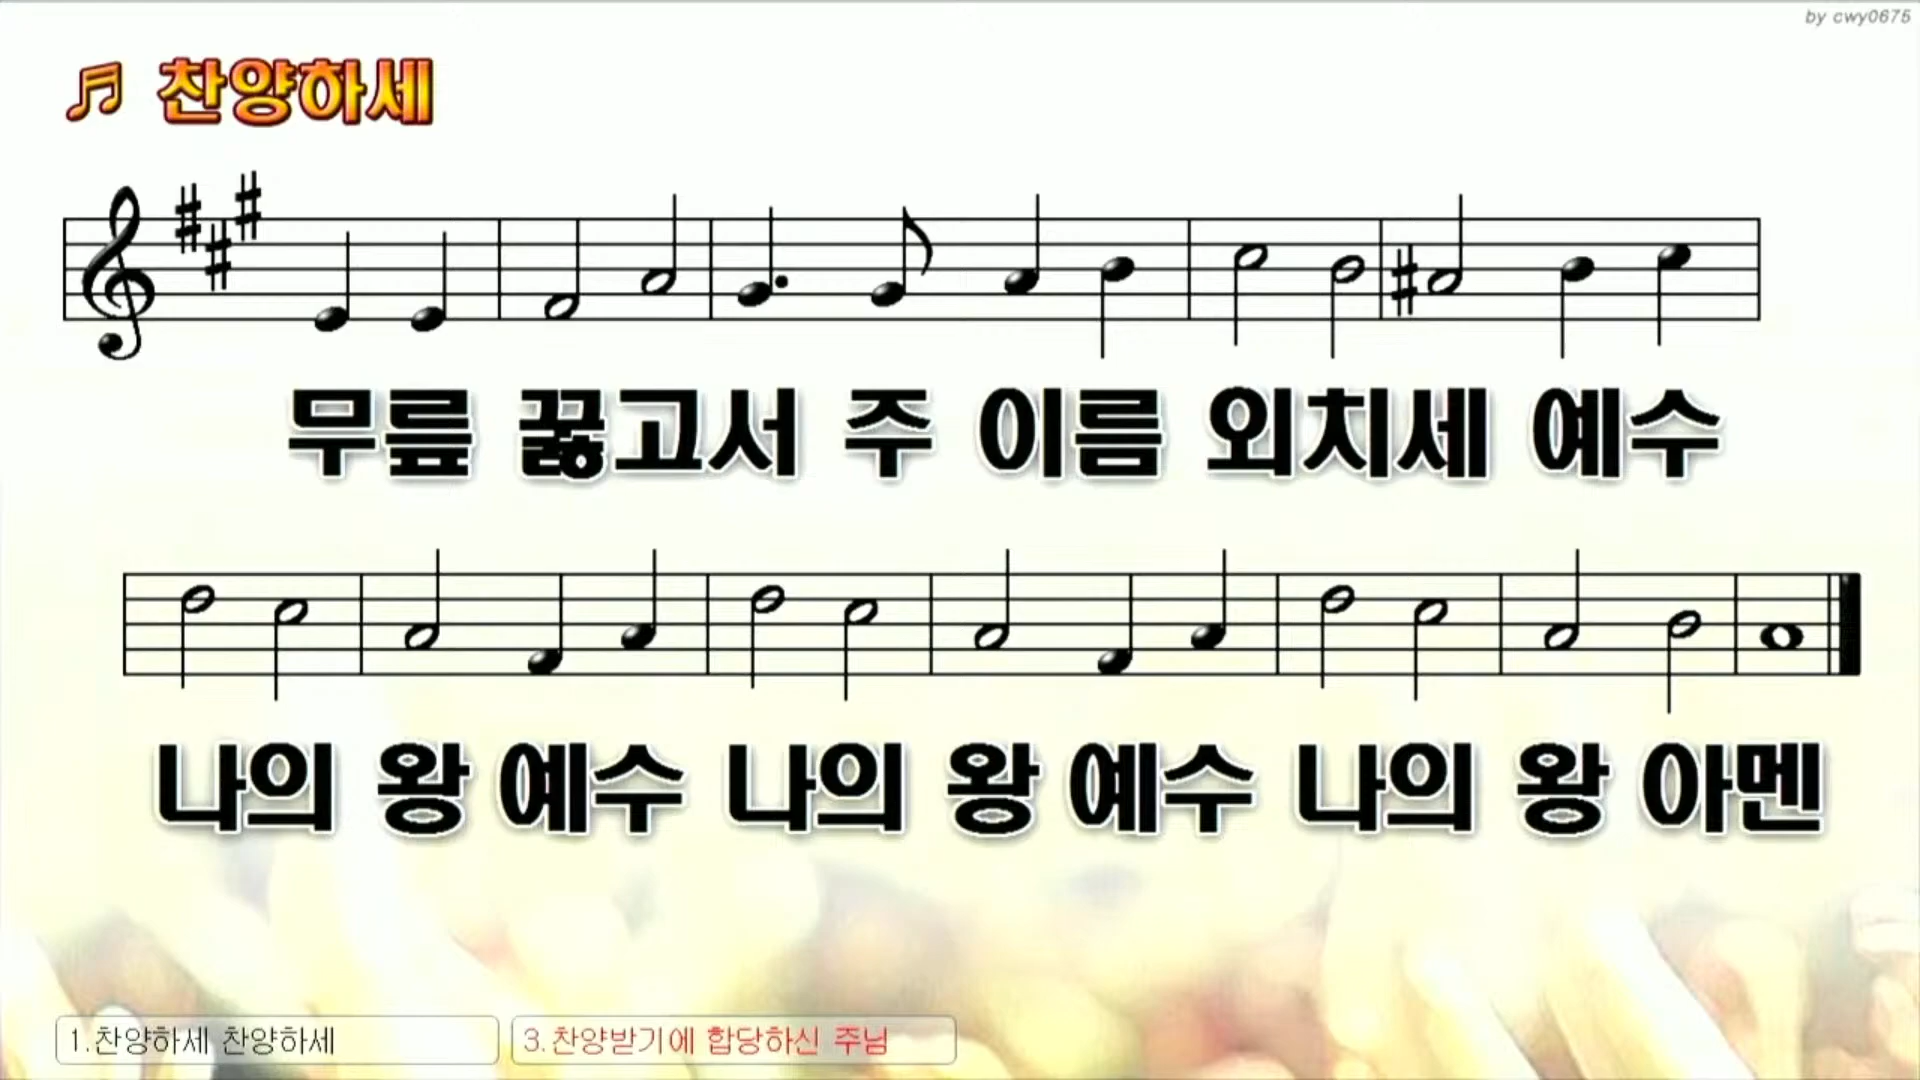 by cwy0675
찬양하세
무릎 꿇고서 주 이름 외치세 예수
나의 왕 예수 나의 왕 예수 나의 왕 아멘
1.찬양하세 찬양하세
3.찬양받기에 합당하신 주님